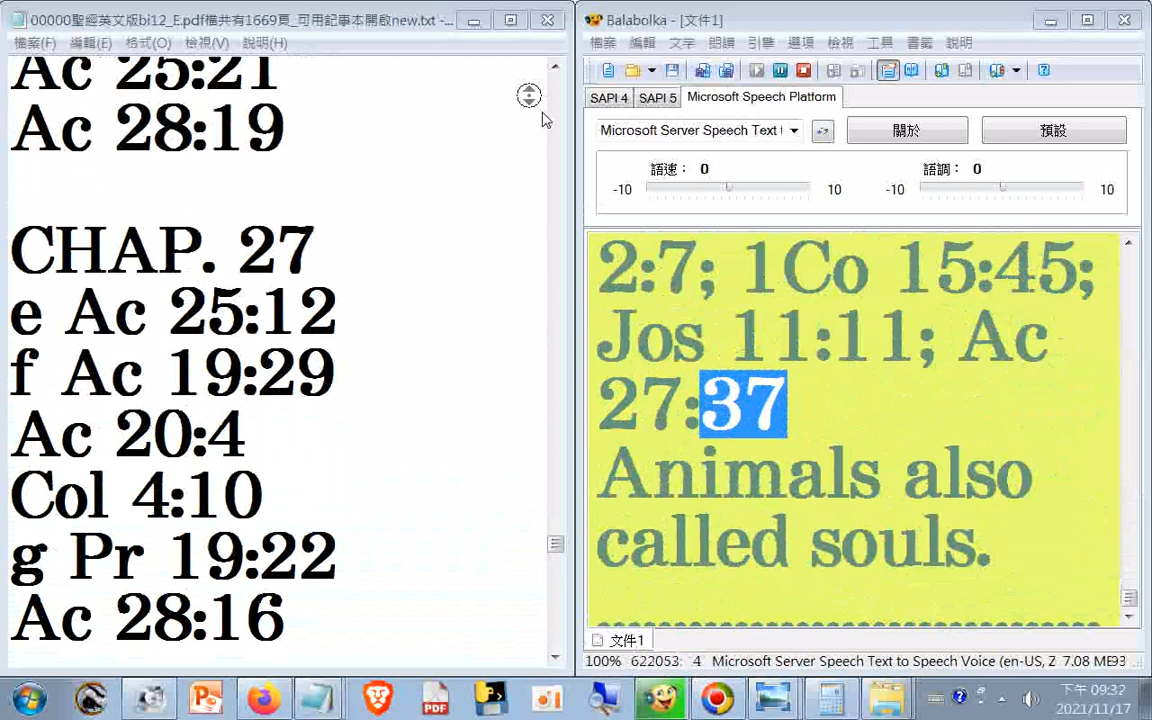 00000聖經英文版bi12_E.pdf檔共有1669頁_可用記事本開啟new.txt -...
檔案(F) 編輯(E) 格式(O) 檢視(V) 說明(H)
Ac 25:21
Ac 28:19
CHAP. 27
e Ac 25:12
f Ac 19:29
Ac 20:4
Col 4:10
g Pr 19:22
Ac 28:16
Balabolka - [文件1]
檔案 編輯 文字 朗讀 引擎 選項 檢視 工具 書籤 說明
SAPI 4 SAPI 5 Microsoft Speech Platform
Microsoft Server Speech Text 關於 預設
語速： 0 語調： 0
-10 10 -10 10
2:7; 1Co 15:45;
Jos 11:11; Ac
27:37
Animals also
called souls.
文件1
100% 622053: 4 Microsoft Server Speech Text to Speech Voice (en-US, Z 7.08 ME93
PDF
下午 09:32
2021/11/17